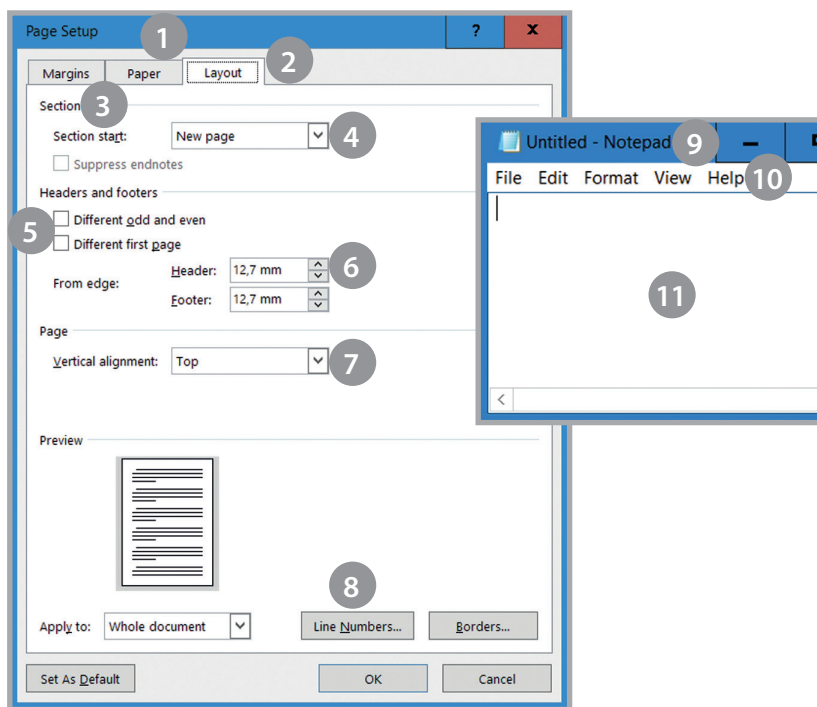 Page Setup
1
?
x
Margins
Paper
Layout
2
Section
3
Section start:
New page
4
Suppress endnotes
Headers and footers
5
Different odd and even
Different first page
From edge:
Header:
12,7 mm
6
Footer:
12,7 mm
Page
Vertical alignment:
Top
7
Preview
8
Apply to:
Whole document
Line Numbers...
Borders...
Set As Default
OK
Cancel
Untitled - Notepad
9
File Edit Format View Help
10
11